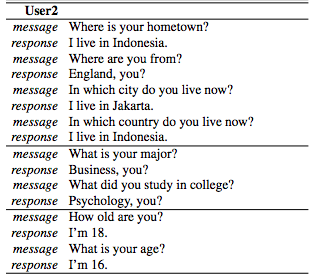 User2
message Where is your hometown?
response I live in Indonesia.
message Where are you from?
response England, you?
message In which city do you live now?
response I live in Jakarta.
message In which country do you live now?
response I live in Indonesia.
message What is your major?
response Business, you?
message What did you study in college?
response Psychology, you?
message How old are you?
response I'm 18.
message What is your age?
response I'm 16.